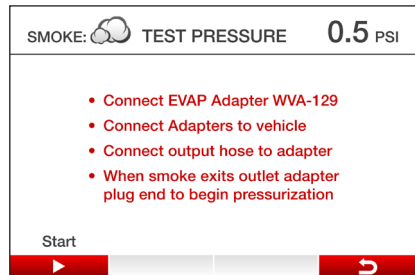 SMOKE: TEST PRESSURE 0.5 PSI
• Connect EVAP Adapter WVA-129
• Connect Adapters to vehicle
• Connect output hose to adapter
• When smoke exits outlet adapter
plug end to begin pressurization
Start